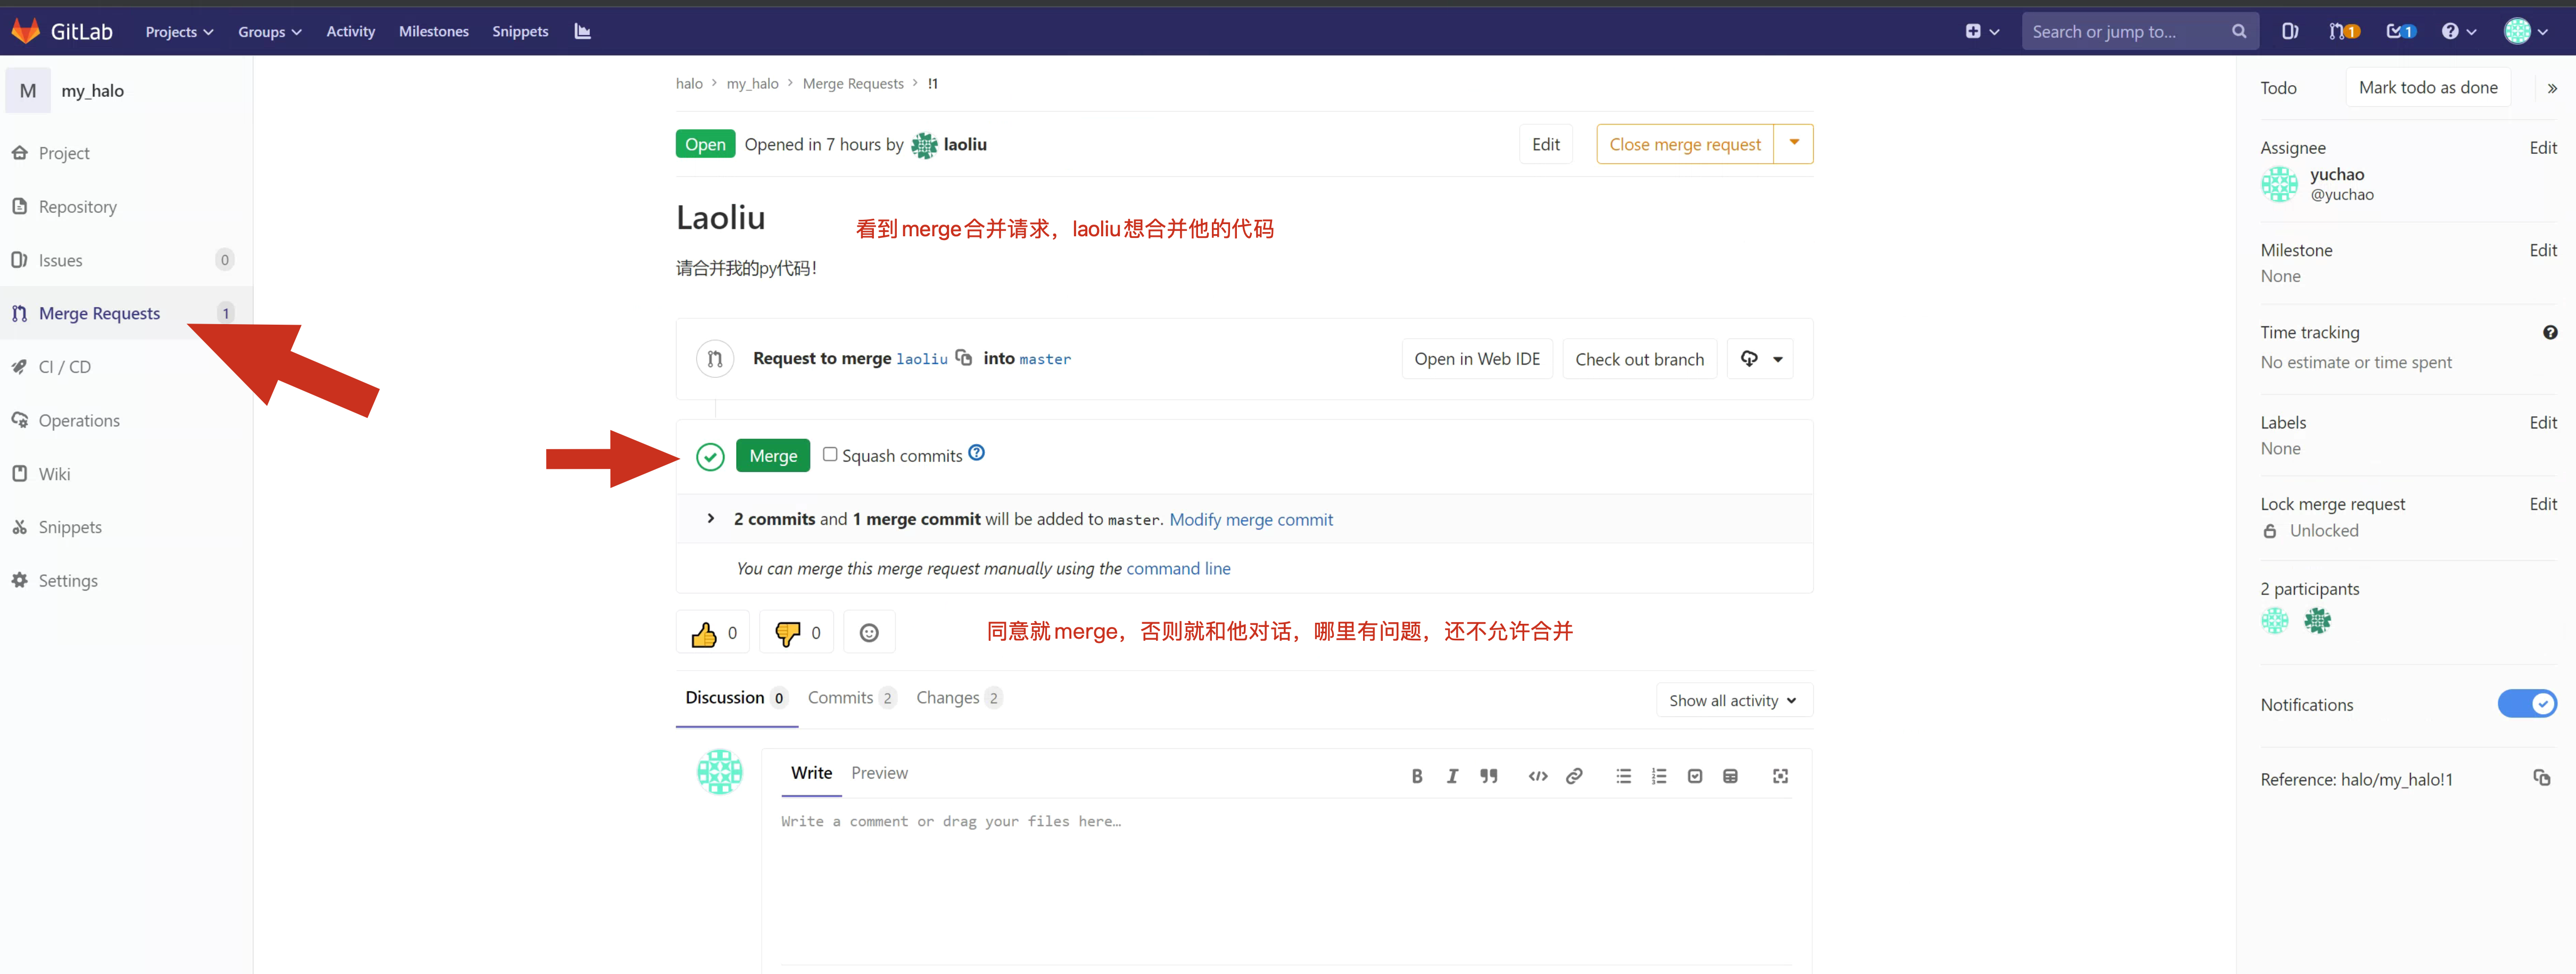 GitLab Projects Groups Activity Milestones Snippets Search or jump to... 1 1
M my_halo
Project
Repository
Issues 0
Merge Requests 1
CI / CD
Operations
Wiki
Snippets
Settings
halo > my_halo > Merge Requests > !1
Open Opened in 7 hours by laoliu Edit Close merge request
Laoliu
看到merge合并请求，laoliu想合并他的代码
请合并我的py代码！
Request to merge laoliu into master Open in Web IDE Check out branch
Merge Squash commits
2 commits and 1 merge commit will be added to master. Modify merge commit
You can merge this merge request manually using the command line
0 0
同意就merge，否则就和他对话，哪里有问题，还不允许合并
Discussion 0 Commits 2 Changes 2 Show all activity
Write Preview
Write a comment or drag your files here…
Todo Mark todo as done
Assignee Edit
yuchao
@yuchao
Milestone Edit
None
Time tracking
No estimate or time spent
Labels Edit
None
Lock merge request Edit
Unlocked
2 participants
Notifications
Reference: halo/my_halo!1